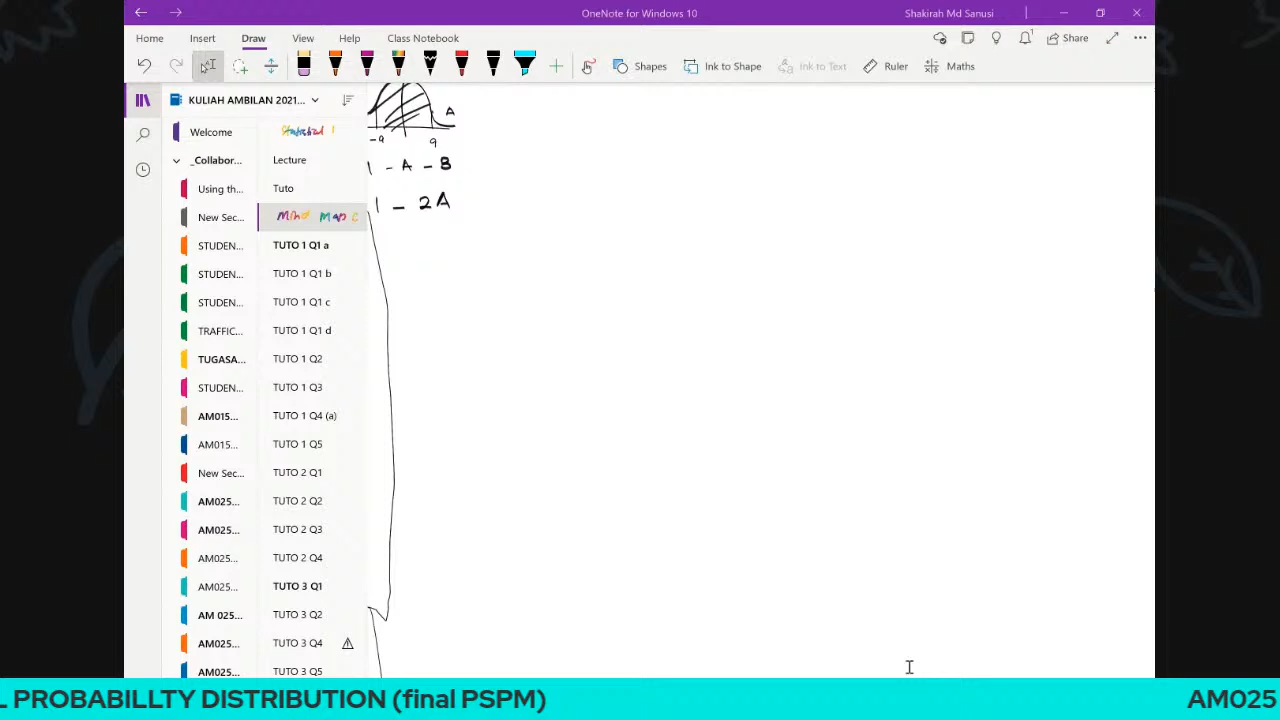 OneNote for Windows 10
Shakirah Md Sanusi
Home Insert Draw View Help Class Notebook
Shapes Ink to Shape Ink to Text Ruler Maths
Share
KULIAH AMBILAN 2021...
Welcome
_Collabor...
Using th...
New Sec...
STUDEN...
STUDEN...
STUDEN...
TRAFFIC...
TUGASA...
STUDEN...
AM015...
AM015...
New Sec...
AM025...
AM025...
AM025...
AM025...
AM 025...
AM025...
AM025...
Lecture
Tuto
Mind Map C
TUTO 1 Q1 a
TUTO 1 Q1 b
TUTO 1 Q1 c
TUTO 1 Q1 d
TUTO 1 Q2
TUTO 1 Q3
TUTO 1 Q4 (a)
TUTO 1 Q5
TUTO 2 Q1
TUTO 2 Q2
TUTO 2 Q3
TUTO 2 Q4
TUTO 3 Q1
TUTO 3 Q2
TUTO 3 Q4
TUTO 3 Q5
A
-a a
1 - A - B
1 - 2A
L PROBABILLTY DISTRIBUTION (final PSPM)
AM025